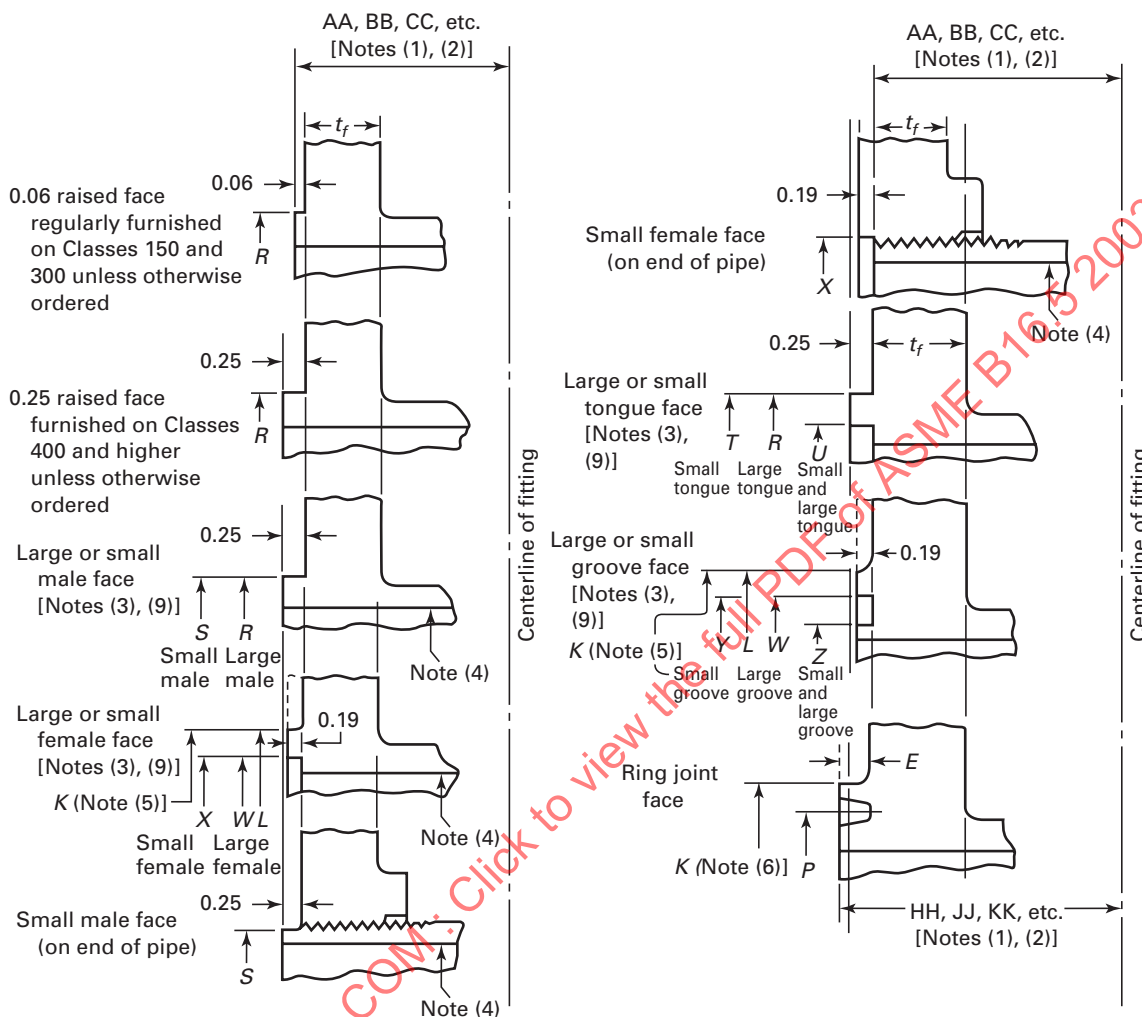 AA, BB, CC, etc.
[Notes (1), (2)]
t_f
0.06
0.06 raised face
regularly furnished
on Classes 150 and
300 unless otherwise
ordered
R
0.25
0.25 raised face
furnished on Classes
400 and higher
unless otherwise
ordered
R
0.25
Large or small
male face
[Notes (3), (9)]
S R
Small Large
male male
Note (4)
Large or small
female face
[Notes (3), (9)]
0.19
K (Note (5)]
X W L
Small Large
female female
Note (4)
0.25
Small male face
(on end of pipe)
S
Note (4)
Centerline of fitting
AA, BB, CC, etc.
[Notes (1), (2)]
t_f
0.19
Small female face
(on end of pipe)
X
Note (4)
0.25
t_f
Large or small
tongue face
[Notes (3),
(9)]
T R U
Small Large Small
tongue tongue and
large
tongue
Large or small
groove face
[Notes (3),
(9)]
0.19
K (Note (5)]
Y L W Z
Small Large Small
groove groove and
large
groove
Ring joint
face
E
K (Note (6)]
P
HH, JJ, KK, etc.
[Notes (1), (2)]
Centerline of fitting
COM : Click to view the full PDF of ASME B16.5 2003